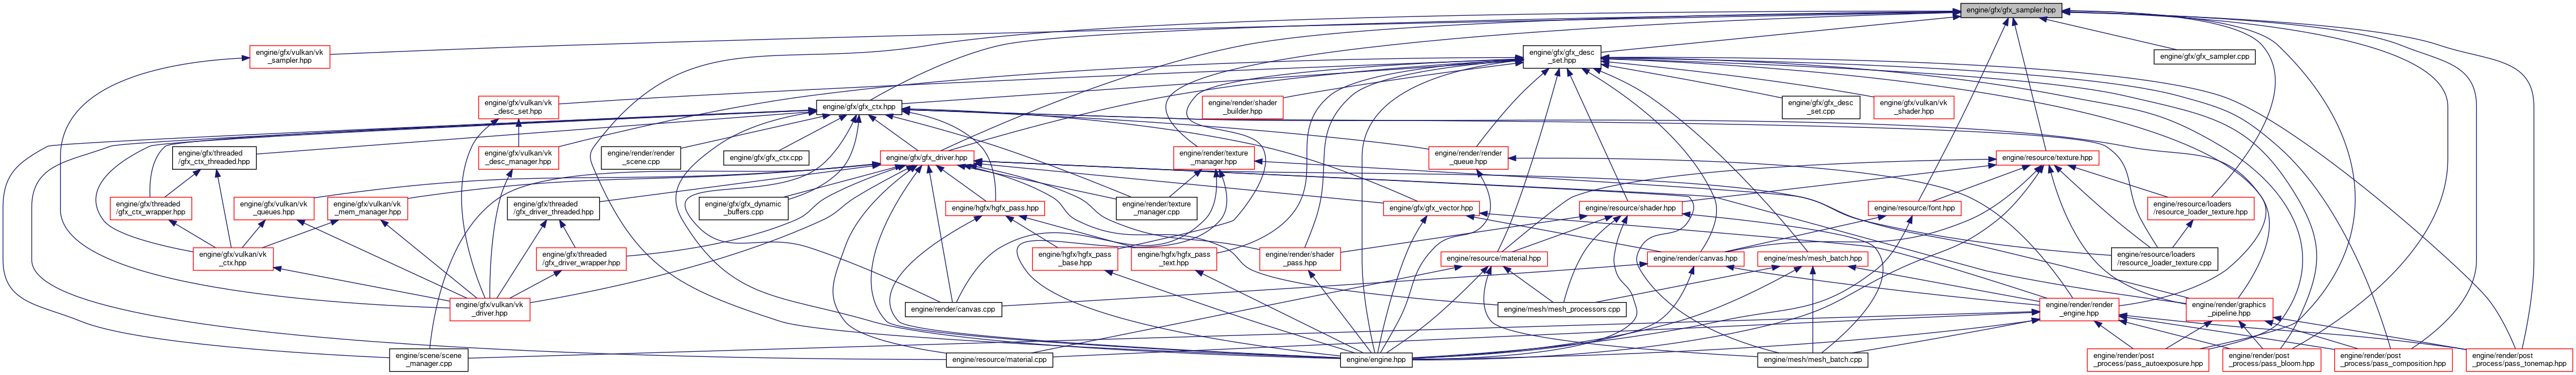 engine/gfx/gfx_sampler.hpp
engine/gfx/vulkan/vk
_sampler.hpp
engine/gfx/gfx_desc
_set.hpp
engine/gfx/gfx_sampler.cpp
engine/gfx/vulkan/vk
_desc_set.hpp
engine/gfx/gfx_ctx.hpp
engine/render/shader
_builder.hpp
engine/gfx/gfx_desc
_set.cpp
engine/gfx/vulkan/vk
_shader.hpp
engine/gfx/threaded
/gfx_ctx_threaded.hpp
engine/gfx/vulkan/vk
_desc_manager.hpp
engine/render/render
_scene.cpp
engine/gfx/gfx_ctx.cpp
engine/gfx/gfx_driver.hpp
engine/render/texture
_manager.hpp
engine/render/render
_queue.hpp
engine/resource/texture.hpp
engine/gfx/threaded
/gfx_ctx_wrapper.hpp
engine/gfx/vulkan/vk
_queues.hpp
engine/gfx/vulkan/vk
_mem_manager.hpp
engine/gfx/threaded
/gfx_driver_threaded.hpp
engine/gfx/gfx_dynamic
_buffers.cpp
engine/hgfx/hgfx_pass.hpp
engine/render/texture
_manager.cpp
engine/gfx/gfx_vector.hpp
engine/resource/shader.hpp
engine/resource/font.hpp
engine/resource/loaders
/resource_loader_texture.hpp
engine/gfx/vulkan/vk
_ctx.hpp
engine/gfx/threaded
/gfx_driver_wrapper.hpp
engine/hgfx/hgfx_pass
_base.hpp
engine/hgfx/hgfx_pass
_text.hpp
engine/render/shader
_pass.hpp
engine/resource/material.hpp
engine/render/canvas.hpp
engine/mesh/mesh_batch.hpp
engine/resource/loaders
/resource_loader_texture.cpp
engine/gfx/vulkan/vk
_driver.hpp
engine/render/canvas.cpp
engine/mesh/mesh_processors.cpp
engine/render/render
_engine.hpp
engine/render/graphics
_pipeline.hpp
engine/scene/scene
_manager.cpp
engine/resource/material.cpp
engine/engine.hpp
engine/mesh/mesh_batch.cpp
engine/render/post
_process/pass_autoexposure.hpp
engine/render/post
_process/pass_bloom.hpp
engine/render/post
_process/pass_composition.hpp
engine/render/post
_process/pass_tonemap.hpp